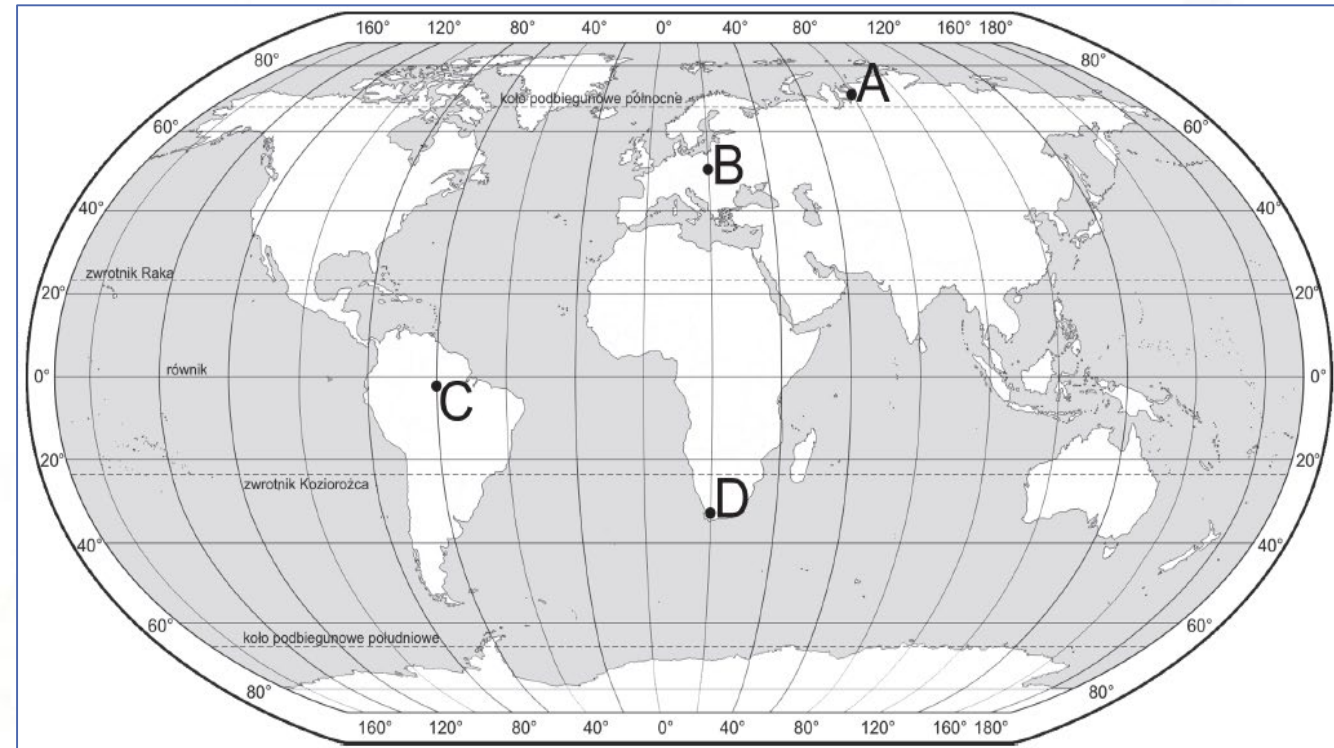 160° 120° 80° 40° 0° 40° 80° 120° 160° 180°
80° 80°
A
koło podbiegunowe północne
60° 60°
B
40° 40°
zwrotnik Raka
20° 20°
równik
0° 0°
C
20° 20°
zwrotnik Koziorożca
D
40° 40°
60° 60°
koło podbiegunowe południowe
80° 80°
160° 120° 80° 40° 0° 40° 80° 120° 160° 180°